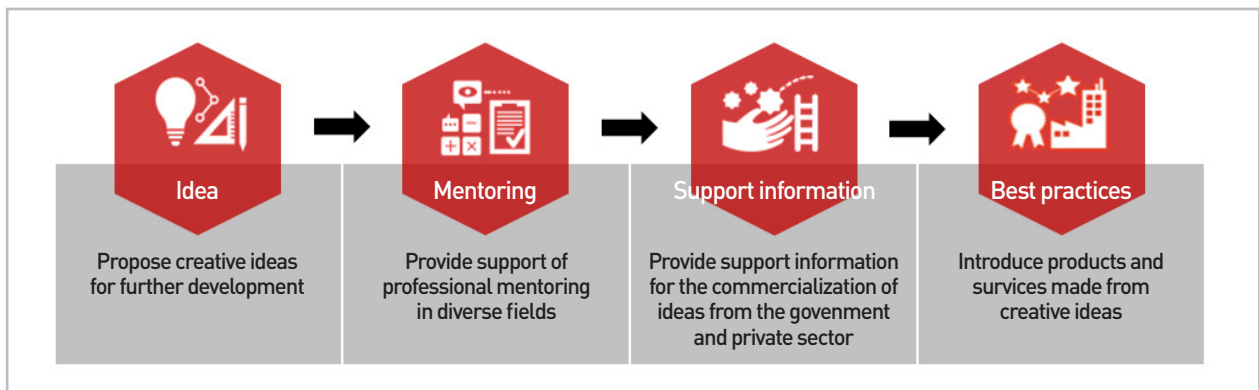 Idea
Propose creative ideas
for further development
Mentoring
Provide support of
professional mentoring
in diverse fields
Support information
Provide support information
for the commercialization of
ideas from the govenment
and private sector
Best practices
Introduce products and
survices made from
creative ideas